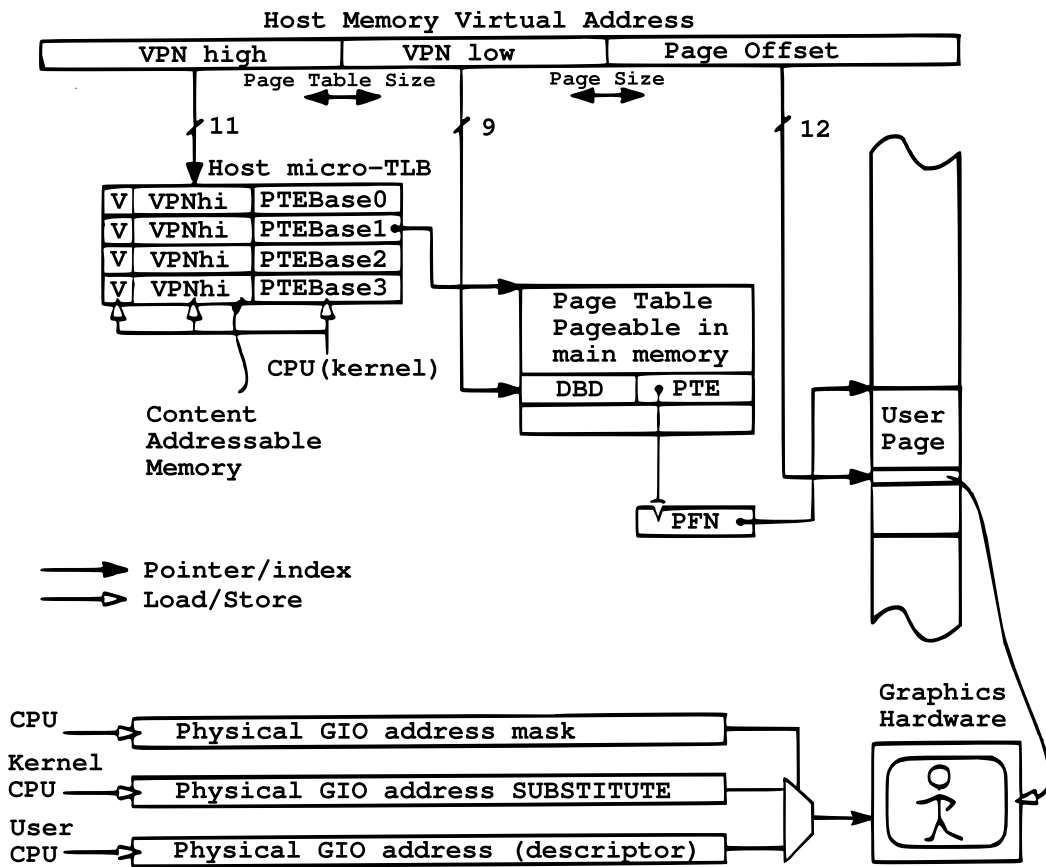 Host Memory Virtual Address
VPN high VPN low Page Offset
Page Table Size Page Size
11 9 12
Host micro-TLB
V VPNhi PTEBase0
V VPNhi PTEBase1
V VPNhi PTEBase2
V VPNhi PTEBase3
CPU(kernel)
Content
Addressable
Memory
Page Table
Pageable in
main memory
DBD PTE
PFN
User
Page
Pointer/index
Load/Store
Graphics
Hardware
CPU
Physical GIO address mask
Kernel
CPU
Physical GIO address SUBSTITUTE
User
CPU
Physical GIO address (descriptor)